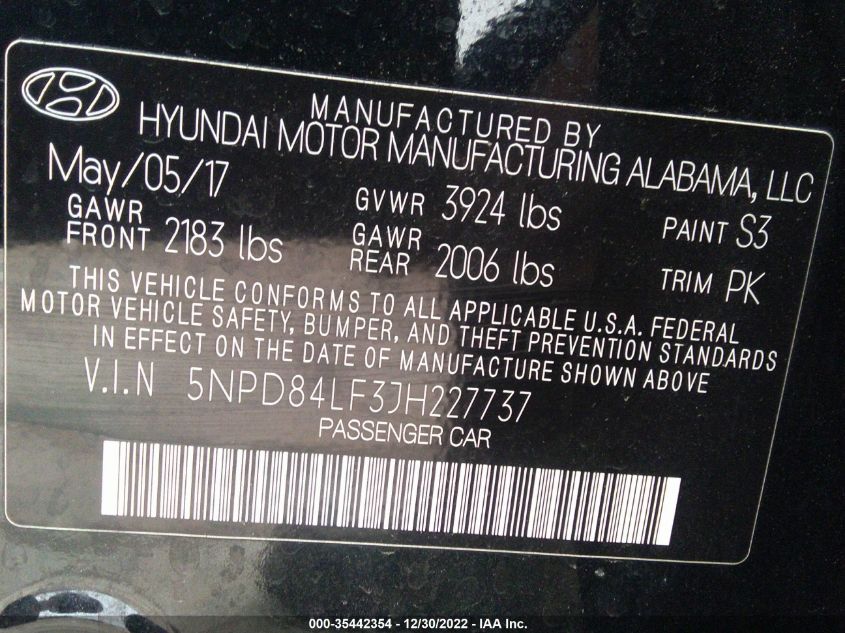 MANUFACTURED BY
HYUNDAI MOTOR MANUFACTURING ALABAMA, LLC
May/05/17
GAWR FRONT 2183 lbs
GVWR 3924 lbs
GAWR REAR 2006 lbs
PAINT S3
TRIM PK
THIS VEHICLE CONFORMS TO ALL APPLICABLE U.S.A. FEDERAL
MOTOR VEHICLE SAFETY, BUMPER, AND THEFT PREVENTION STANDARDS
IN EFFECT ON THE DATE OF MANUFACTURE SHOWN ABOVE
V.I.N 5NPD84LF3JH227737
PASSENGER CAR
000-35442354 - 12/30/2022 - IAA Inc.